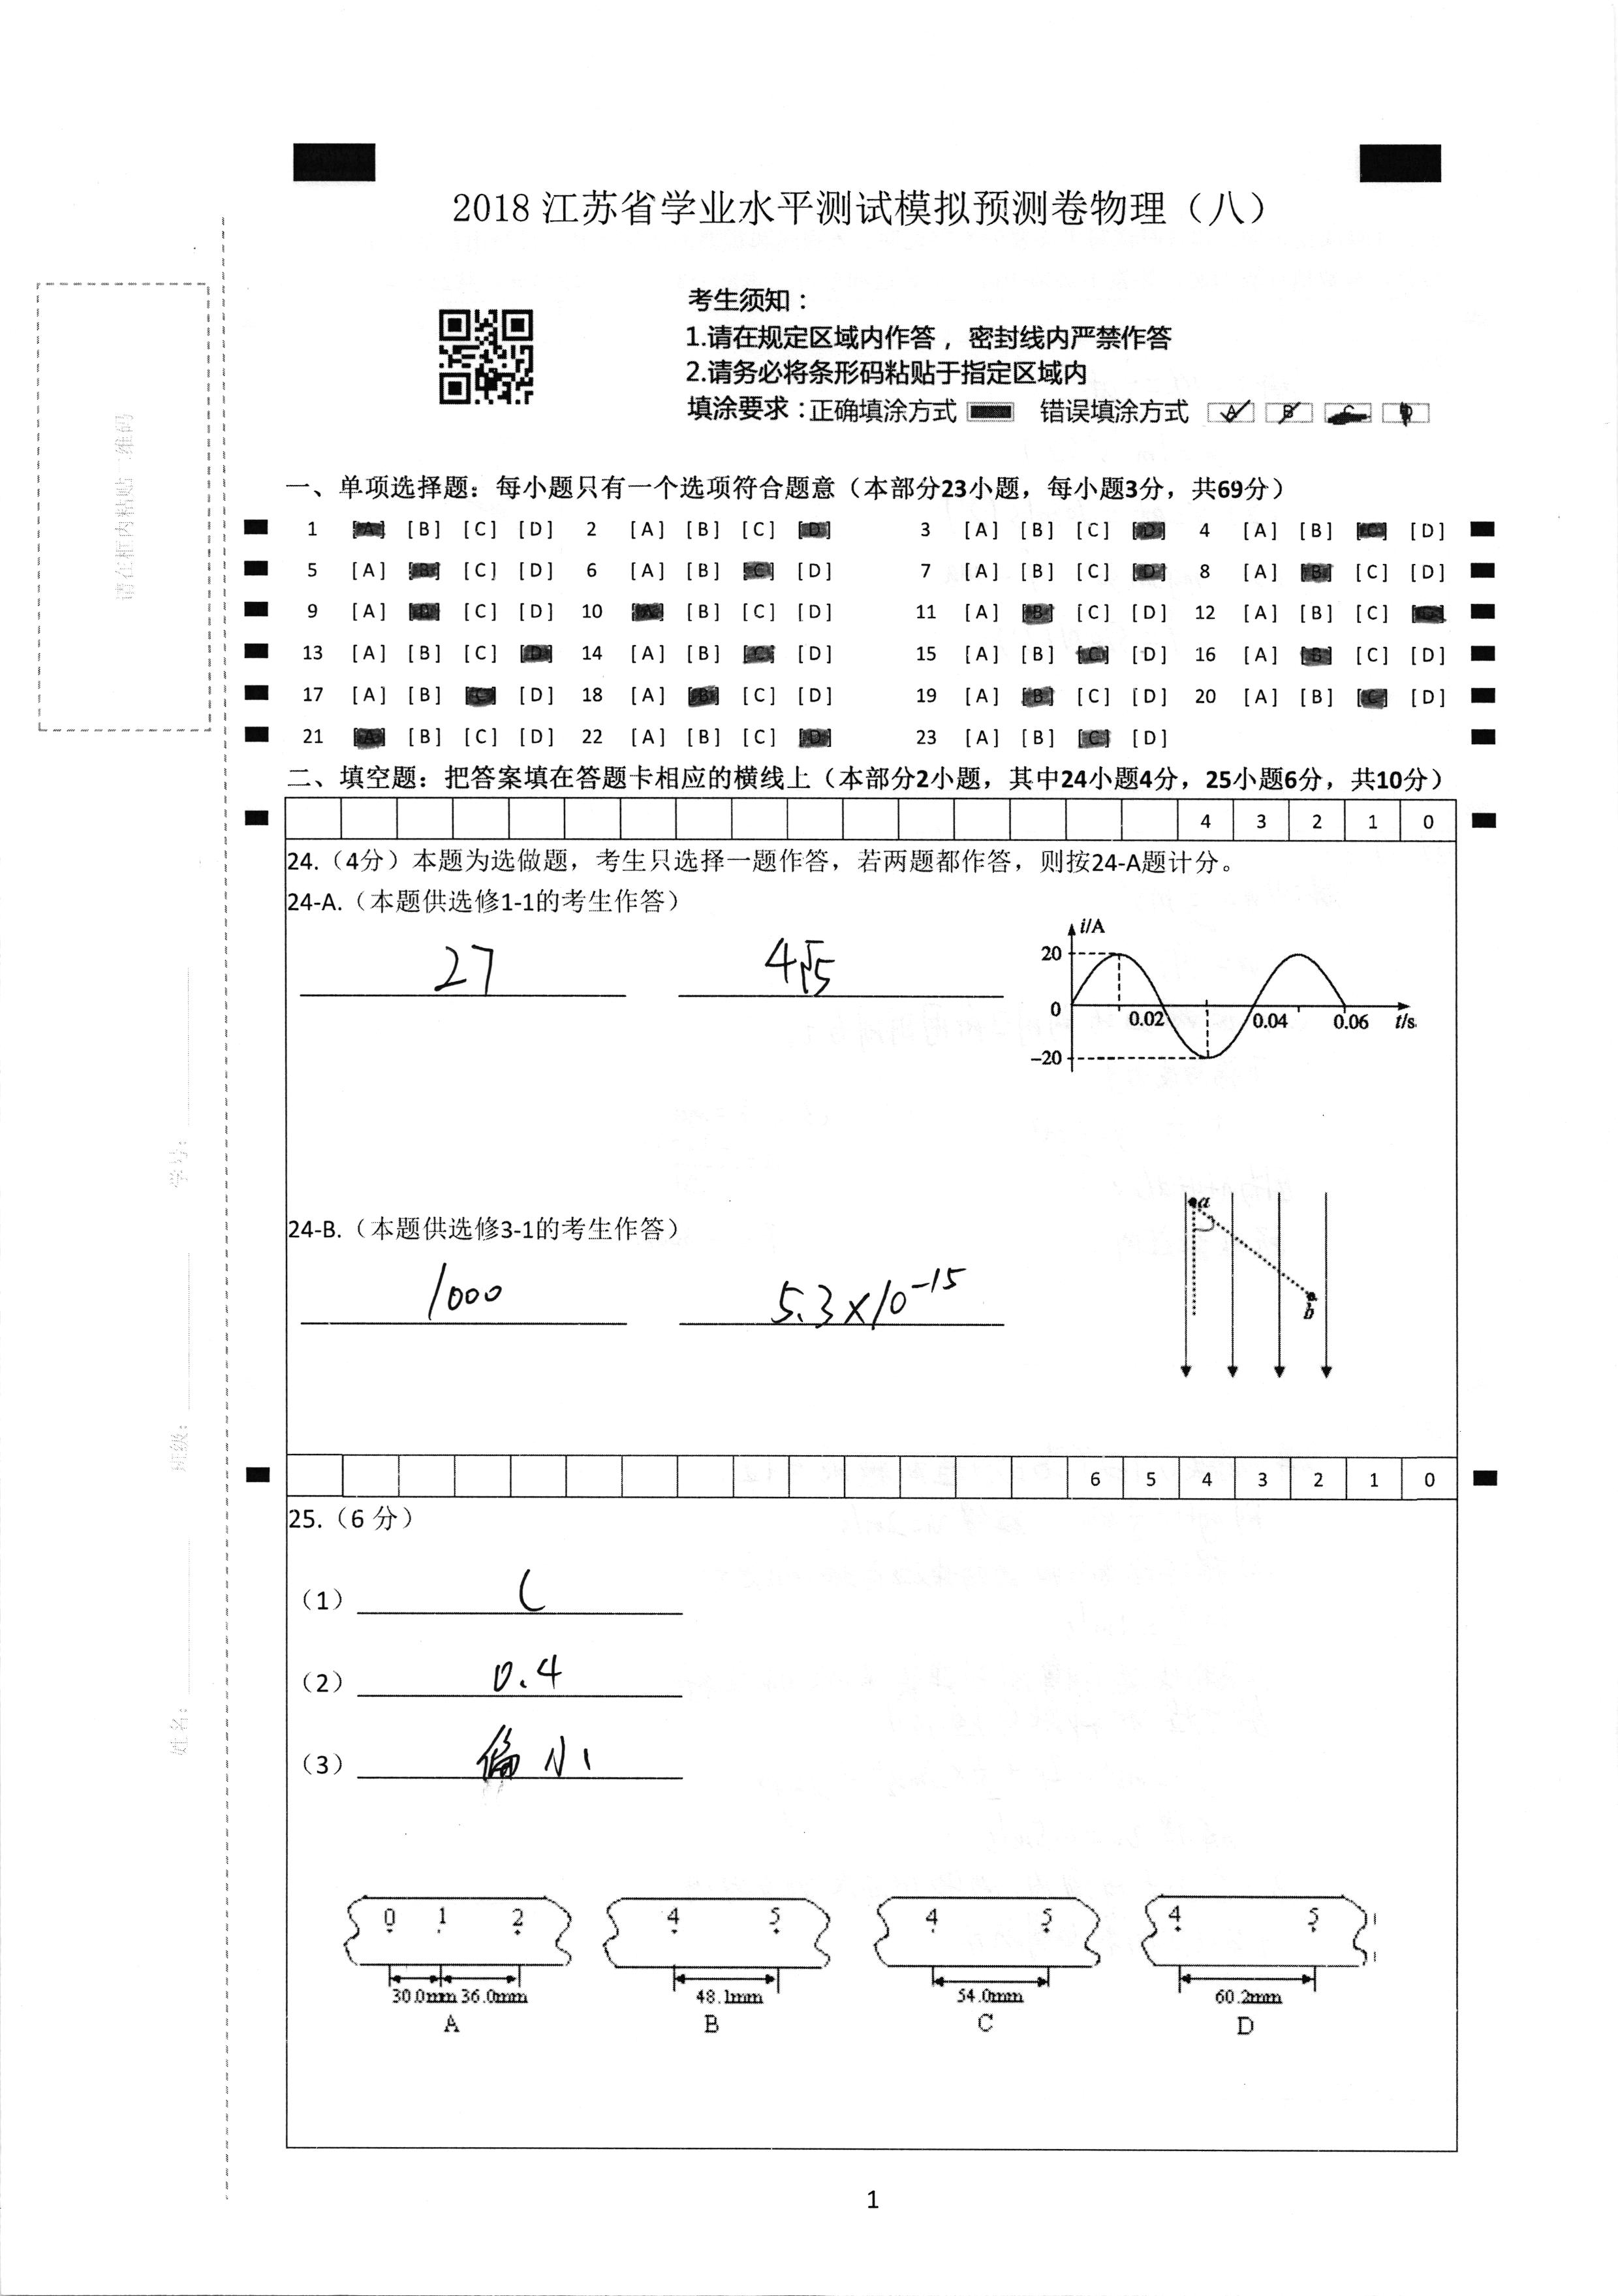 2018 江苏省学业水平测试模拟预测卷物理（八）
考生须知：
1.请在规定区域内作答，密封线内严禁作答
2.请务必将条形码粘贴于指定区域内
填涂要求：正确填涂方式 错误填涂方式 A B C D
请在框内粘贴二维码
学号：
班级：
姓名：
一、单项选择题：每小题只有一个选项符合题意（本部分23小题，每小题3分，共69分）
1 [A] [B] [C] [D] 2 [A] [B] [C] [D] 3 [A] [B] [C] [D] 4 [A] [B] [C] [D]
5 [A] [B] [C] [D] 6 [A] [B] [C] [D] 7 [A] [B] [C] [D] 8 [A] [B] [C] [D]
9 [A] [B] [C] [D] 10 [A] [B] [C] [D] 11 [A] [B] [C] [D] 12 [A] [B] [C] [D]
13 [A] [B] [C] [D] 14 [A] [B] [C] [D] 15 [A] [B] [C] [D] 16 [A] [B] [C] [D]
17 [A] [B] [C] [D] 18 [A] [B] [C] [D] 19 [A] [B] [C] [D] 20 [A] [B] [C] [D]
21 [A] [B] [C] [D] 22 [A] [B] [C] [D] 23 [A] [B] [C] [D]
二、填空题：把答案填在答题卡相应的横线上（本部分2小题，其中24小题4分，25小题6分，共10分）
4 3 2 1 0
24.（4分）本题为选做题，考生只选择一题作答，若两题都作答，则按24-A题计分。
24-A.（本题供选修1-1的考生作答）
27 4√5
i/A
20
0 0.02 0.04 0.06 t/s
-20
24-B.（本题供选修3-1的考生作答）
1000 5.3×10⁻¹⁵
a
b
6 5 4 3 2 1 0
25.（6 分）
（1） C
（2） 0.4
（3） 偏小
0 1 2 4 5 4 5 4 5
30.0mm 36.0mm 48.1mm 54.0mm 60.2mm
A B C D
1